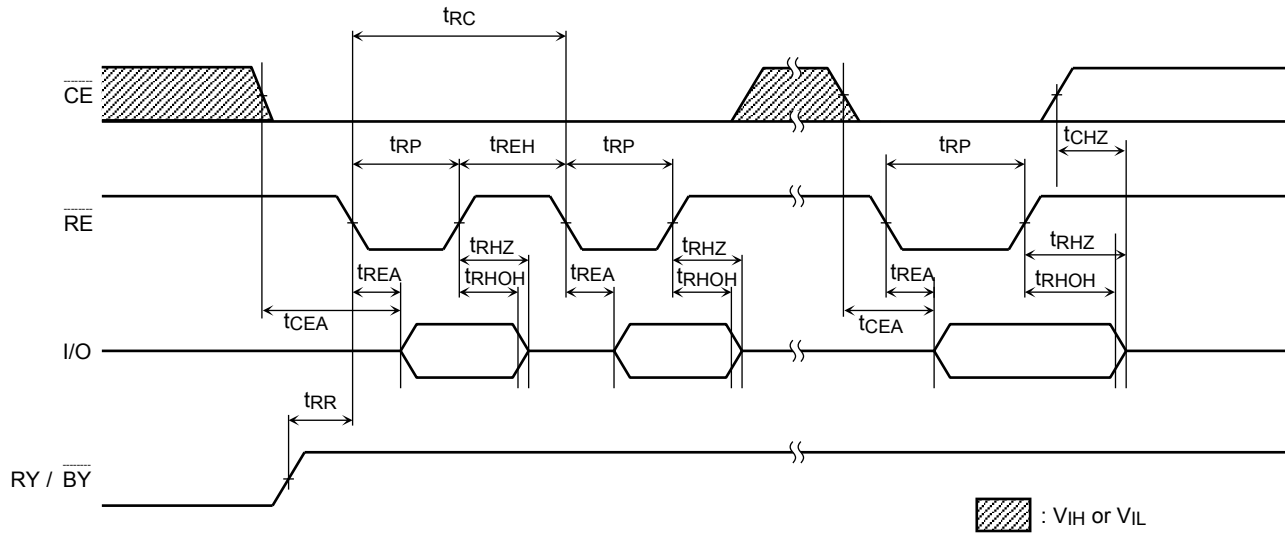 tRC
CE
tCHZ
tRP tREH tRP tRP
RE
tRHZ tRHZ tRHZ
tREA tRHOH tREA tRHOH tREA tRHOH
tCEA tCEA
I/O
tRR
RY / BY
: VIH or VIL